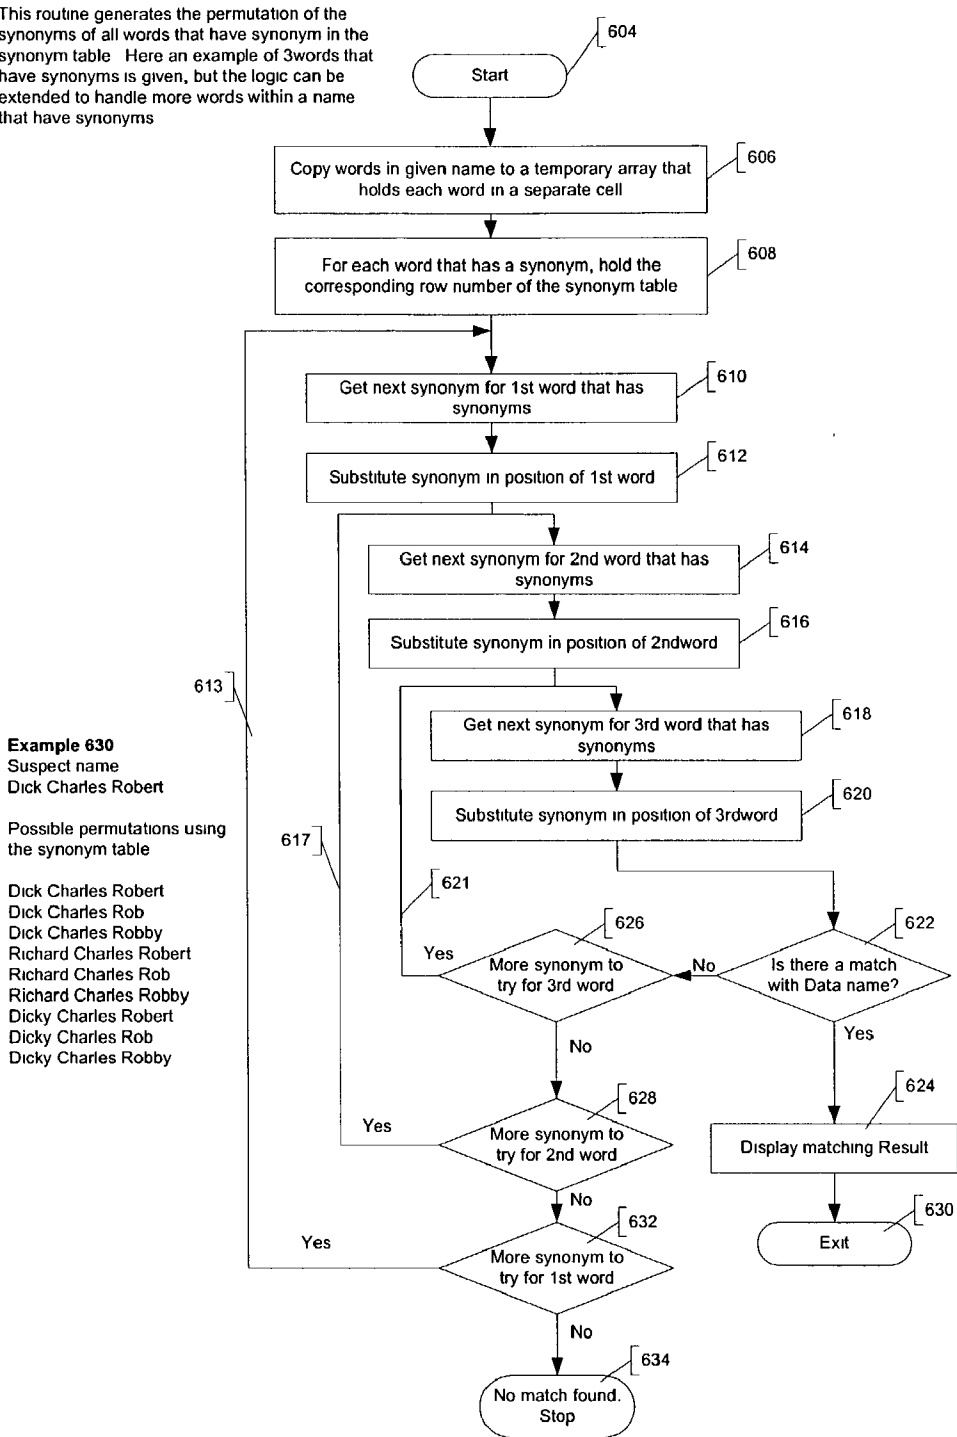 This routine generates the permutation of the
synonyms of all words that have synonym in the
synonym table Here an example of 3words that
have synonyms is given, but the logic can be
extended to handle more words within a name
that have synonyms
604
Start
606
Copy words in given name to a temporary array that
holds each word in a separate cell
608
For each word that has a synonym, hold the
corresponding row number of the synonym table
610
Get next synonym for 1st word that has
synonyms
612
Substitute synonym in position of 1st word
614
Get next synonym for 2nd word that has
synonyms
616
Substitute synonym in position of 2ndword
613
618
Get next synonym for 3rd word that has
synonyms
620
Substitute synonym in position of 3rdword
Example 630
Suspect name
Dick Charles Robert
Possible permutations using
the synonym table
Dick Charles Robert
Dick Charles Rob
Dick Charles Robby
Richard Charles Robert
Richard Charles Rob
Richard Charles Robby
Dicky Charles Robert
Dicky Charles Rob
Dicky Charles Robby
617
621
626
622
Yes
More synonym to
try for 3rd word
No
Is there a match
with Data name?
No
Yes
628
624
Yes
More synonym to
try for 2nd word
Display matching Result
No
632
630
Yes
More synonym to
try for 1st word
Exit
No
634
No match found.
Stop